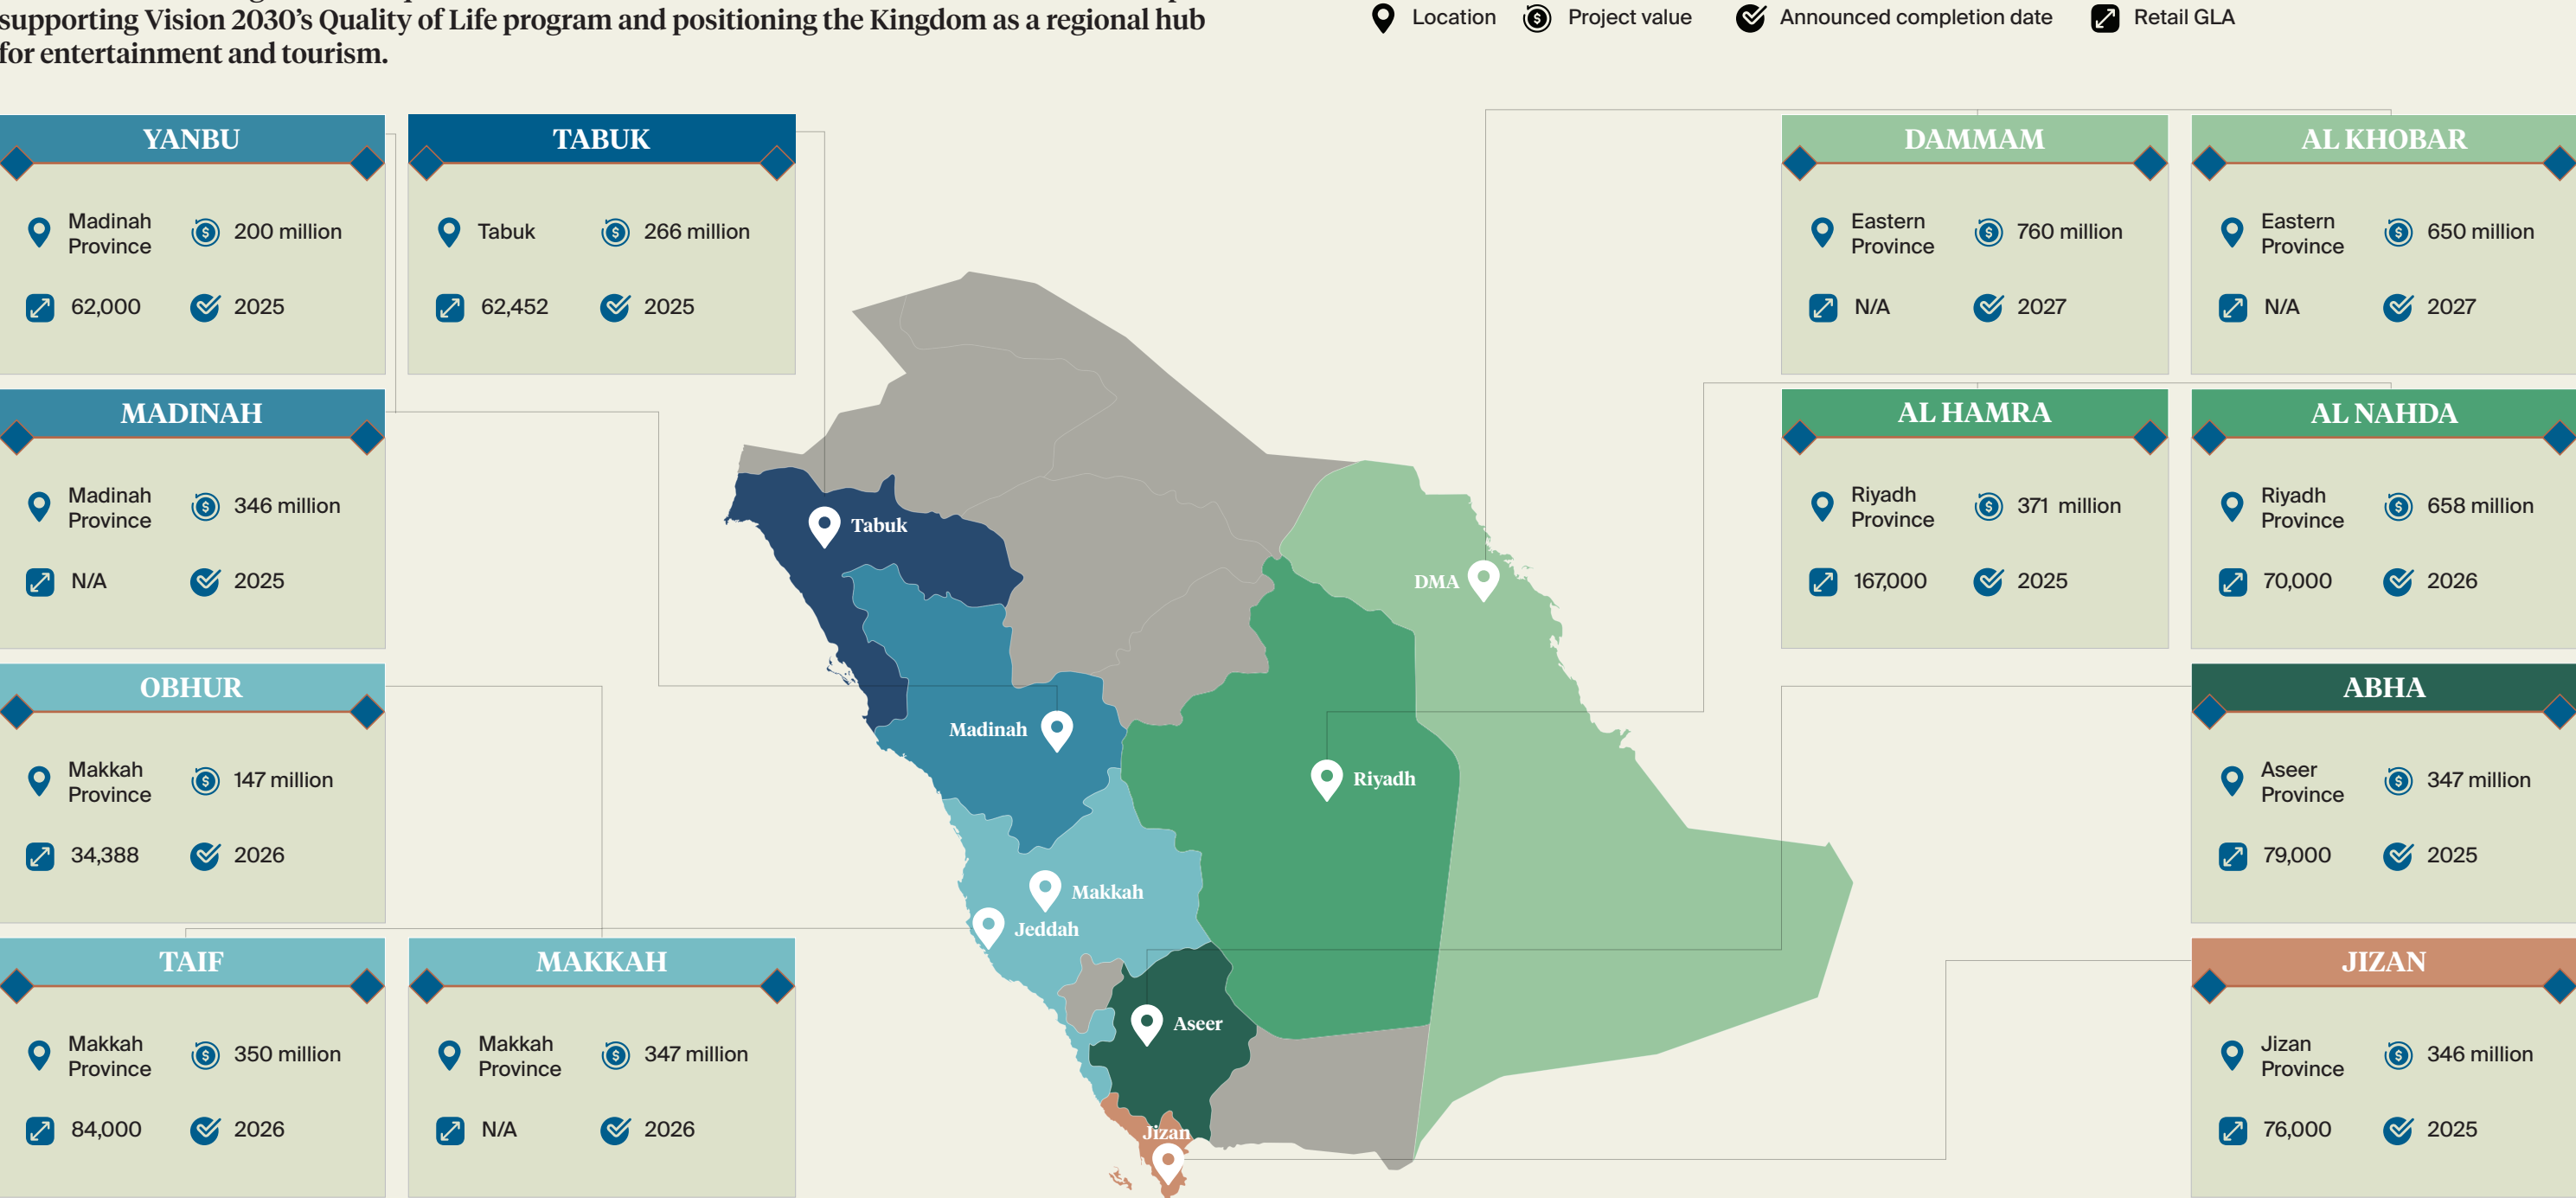 supporting Vision 2030’s Quality of Life program and positioning the Kingdom as a regional hub
for entertainment and tourism.
Location
Project value
Announced completion date
Retail GLA
YANBU
Madinah
Province
200 million
62,000
2025
TABUK
Tabuk
266 million
62,452
2025
DAMMAM
Eastern
Province
760 million
N/A
2027
AL KHOBAR
Eastern
Province
650 million
N/A
2027
MADINAH
Madinah
Province
346 million
N/A
2025
AL HAMRA
Riyadh
Province
371 million
167,000
2025
AL NAHDA
Riyadh
Province
658 million
70,000
2026
OBHUR
Makkah
Province
147 million
34,388
2026
ABHA
Aseer
Province
347 million
79,000
2025
TAIF
Makkah
Province
350 million
84,000
2026
MAKKAH
Makkah
Province
347 million
N/A
2026
JIZAN
Jizan
Province
346 million
76,000
2025
Tabuk
DMA
Madinah
Riyadh
Makkah
Jeddah
Aseer
Jizan